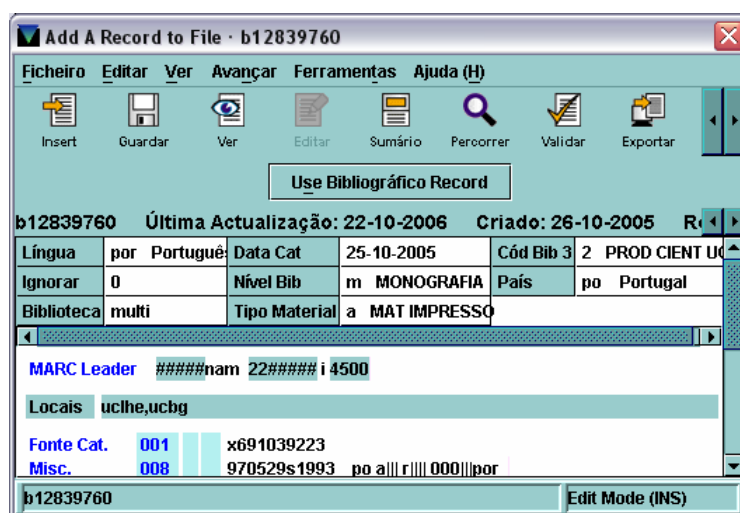 Add A Record to File · b12839760
Ficheiro Editar Ver Avançar Ferramentas Ajuda (H)
Insert Guardar Ver Editar Sumário Percorrer Validar Exportar
Use Bibliográfico Record
b12839760 Última Actualização: 22-10-2006 Criado: 26-10-2005
Língua por Portuguê Data Cat 25-10-2005 Cód Bib 3 2 PROD CIENT
Ignorar 0 Nível Bib m MONOGRAFIA País po Portugal
Biblioteca multi Tipo Material a MAT IMPRESSO
MARC Leader #####nam 22##### i 4500
Locais uclhe,ucbg
Fonte Cat. 001 x691039223
Misc. 008 970529s1993 po a||| r|||| 000|||por
b12839760 Edit Mode (INS)